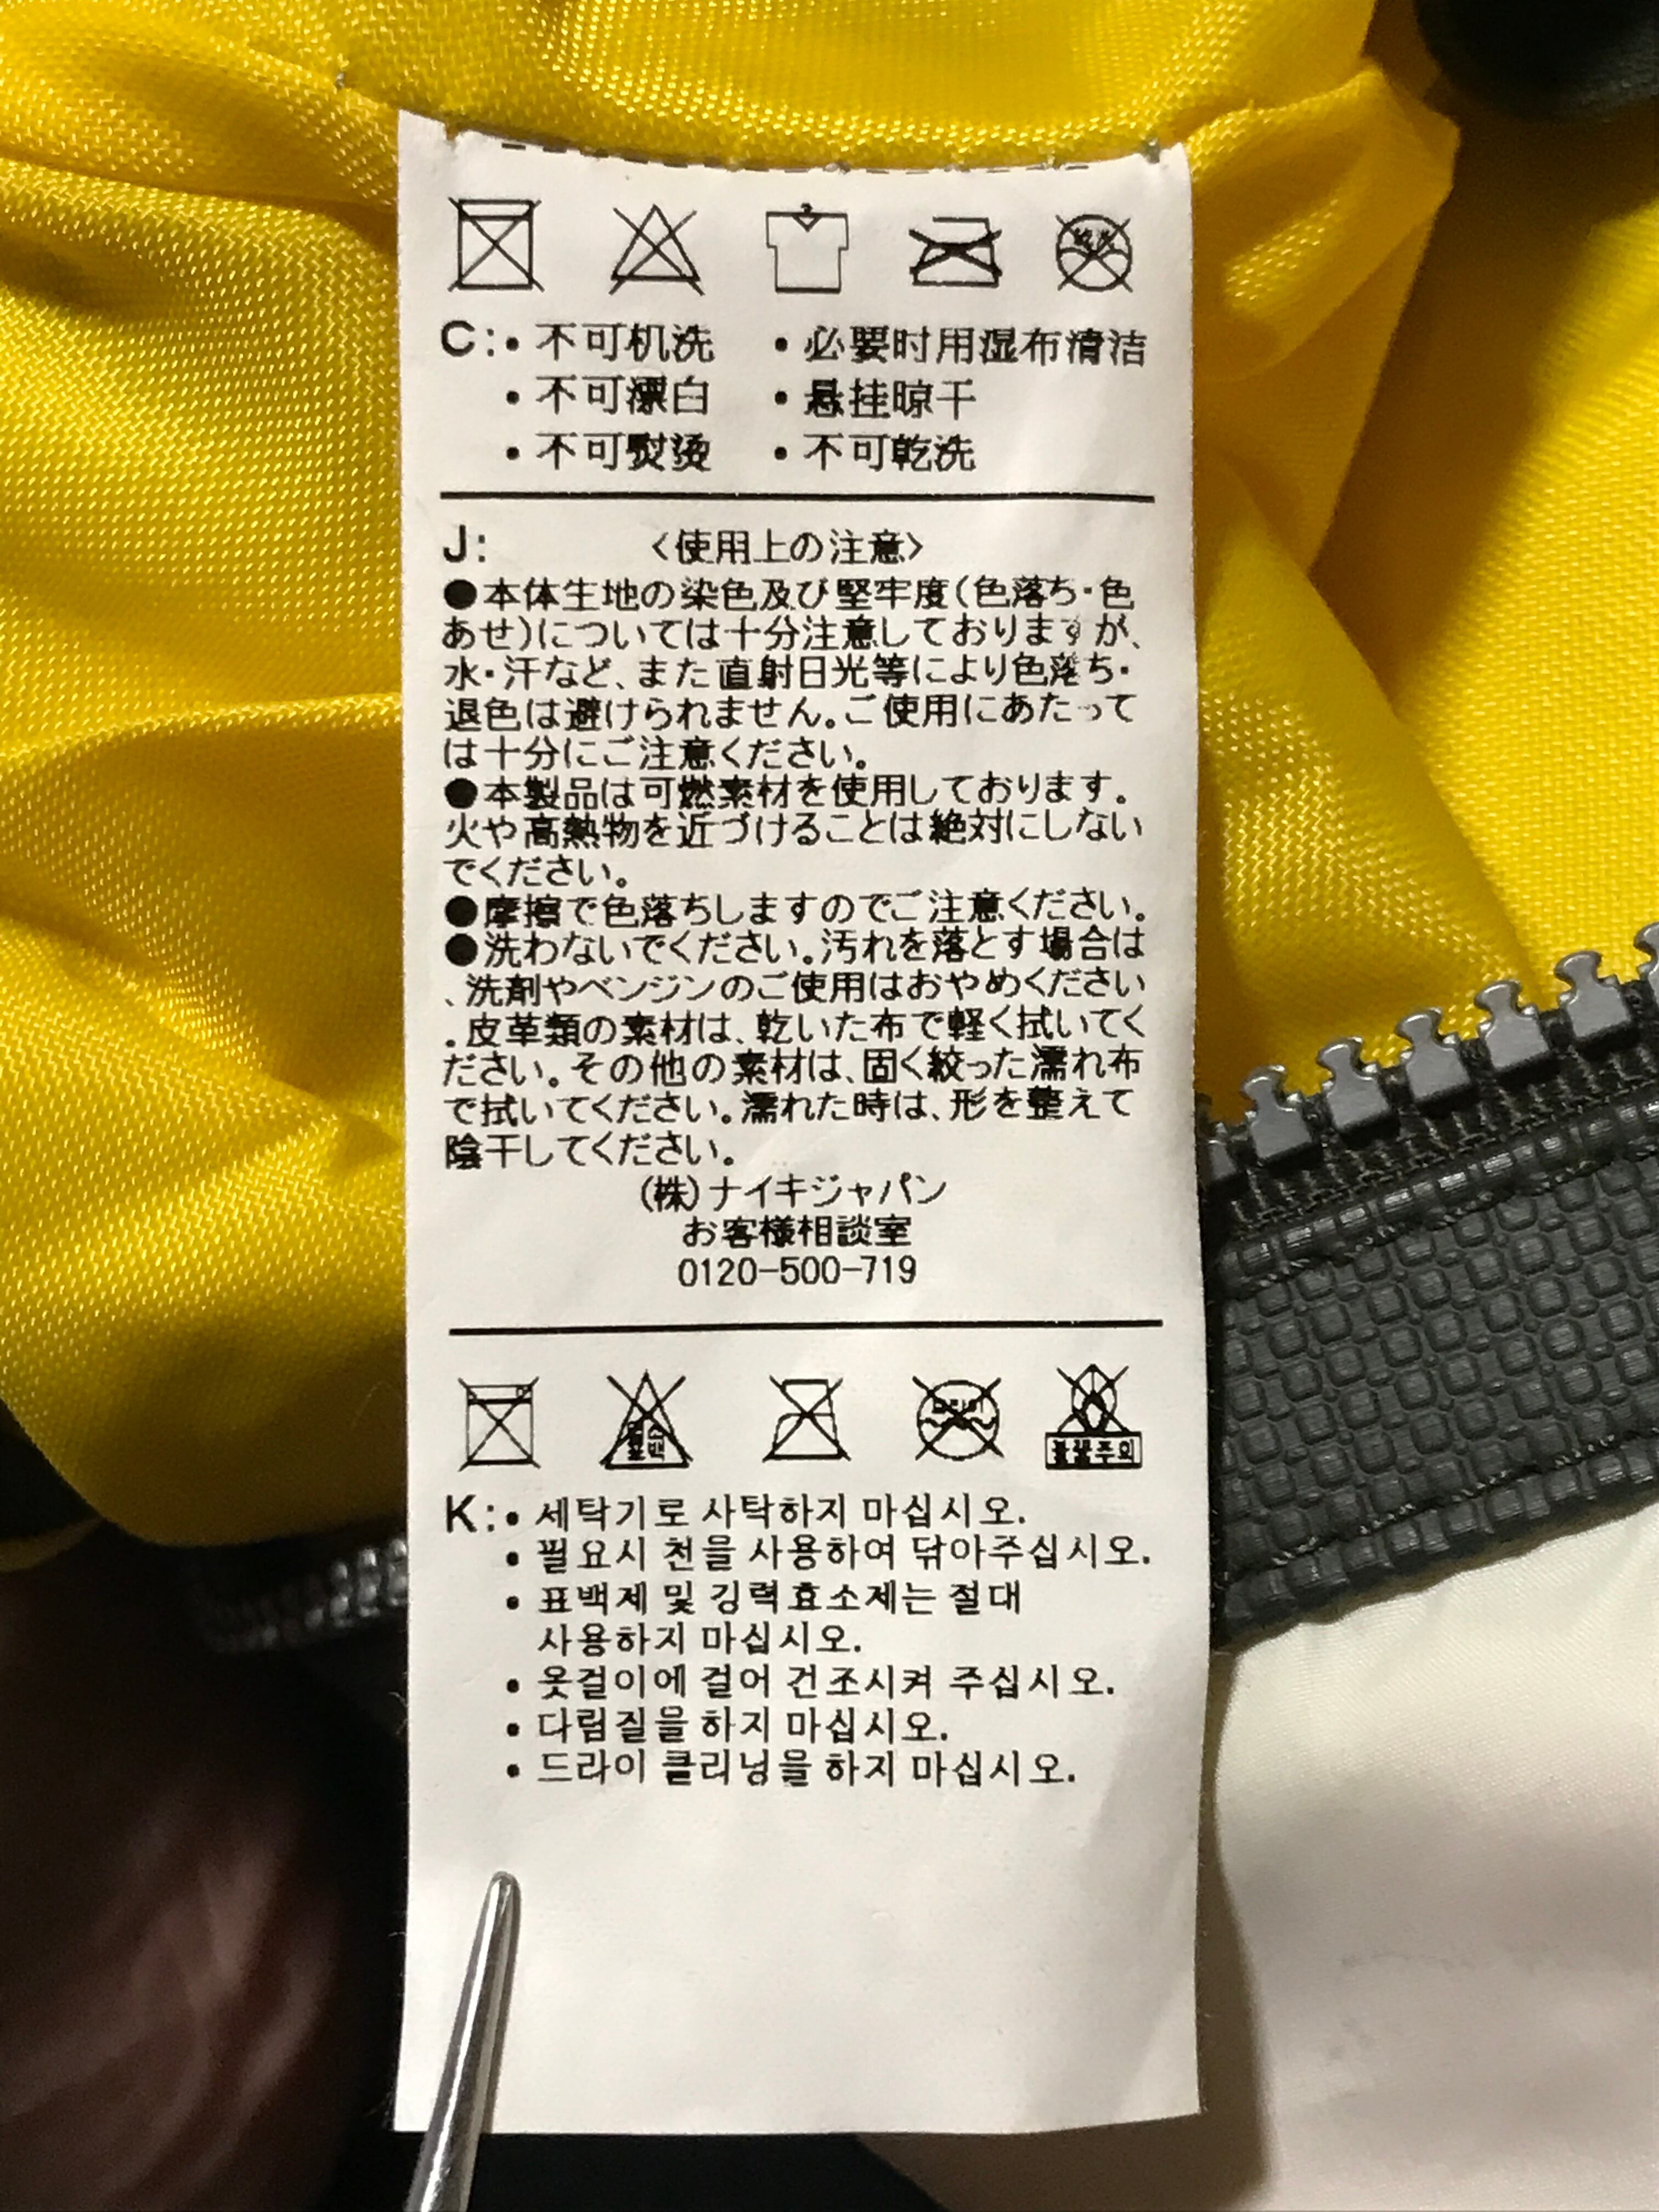 C: • 不可机洗 • 必要时用湿布清洁
• 不可漂白 • 悬挂晾干
• 不可熨烫 • 不可乾洗
J: 〈使用上の注意〉
●本体生地の染色及び堅牢度(色落ち・色
あせ)については十分注意しておりますが、
水・汗など、また直射日光等により色落ち・
退色は避けられません。ご使用にあたって
は十分にご注意ください。
●本製品は可燃素材を使用しております。
火や高熱物を近づけることは絶対にしない
でください。
●摩擦で色落ちしますのでご注意ください。
●洗わないでください。汚れを落とす場合は
、洗剤やベンジンのご使用はおやめください
.皮革類の素材は、乾いた布で軽く拭いてく
ださい。その他の素材は、固く絞った濡れ布
で拭いてください。濡れた時は、形を整えて
陰干してください。
(株)ナイキジャパン
お客様相談室
0120-500-719
불꽃주의
K: • 세탁기로 사탁하지 마십시오.
• 필요시 천을 사용하여 닦아주십시오.
• 표백제 및 깅력효소제는 절대
사용하지 마십시오.
• 옷걸이에 걸어 건조시켜 주십시오.
• 다림질을 하지 마십시오.
• 드라이 클리닝을 하지 마십시오.